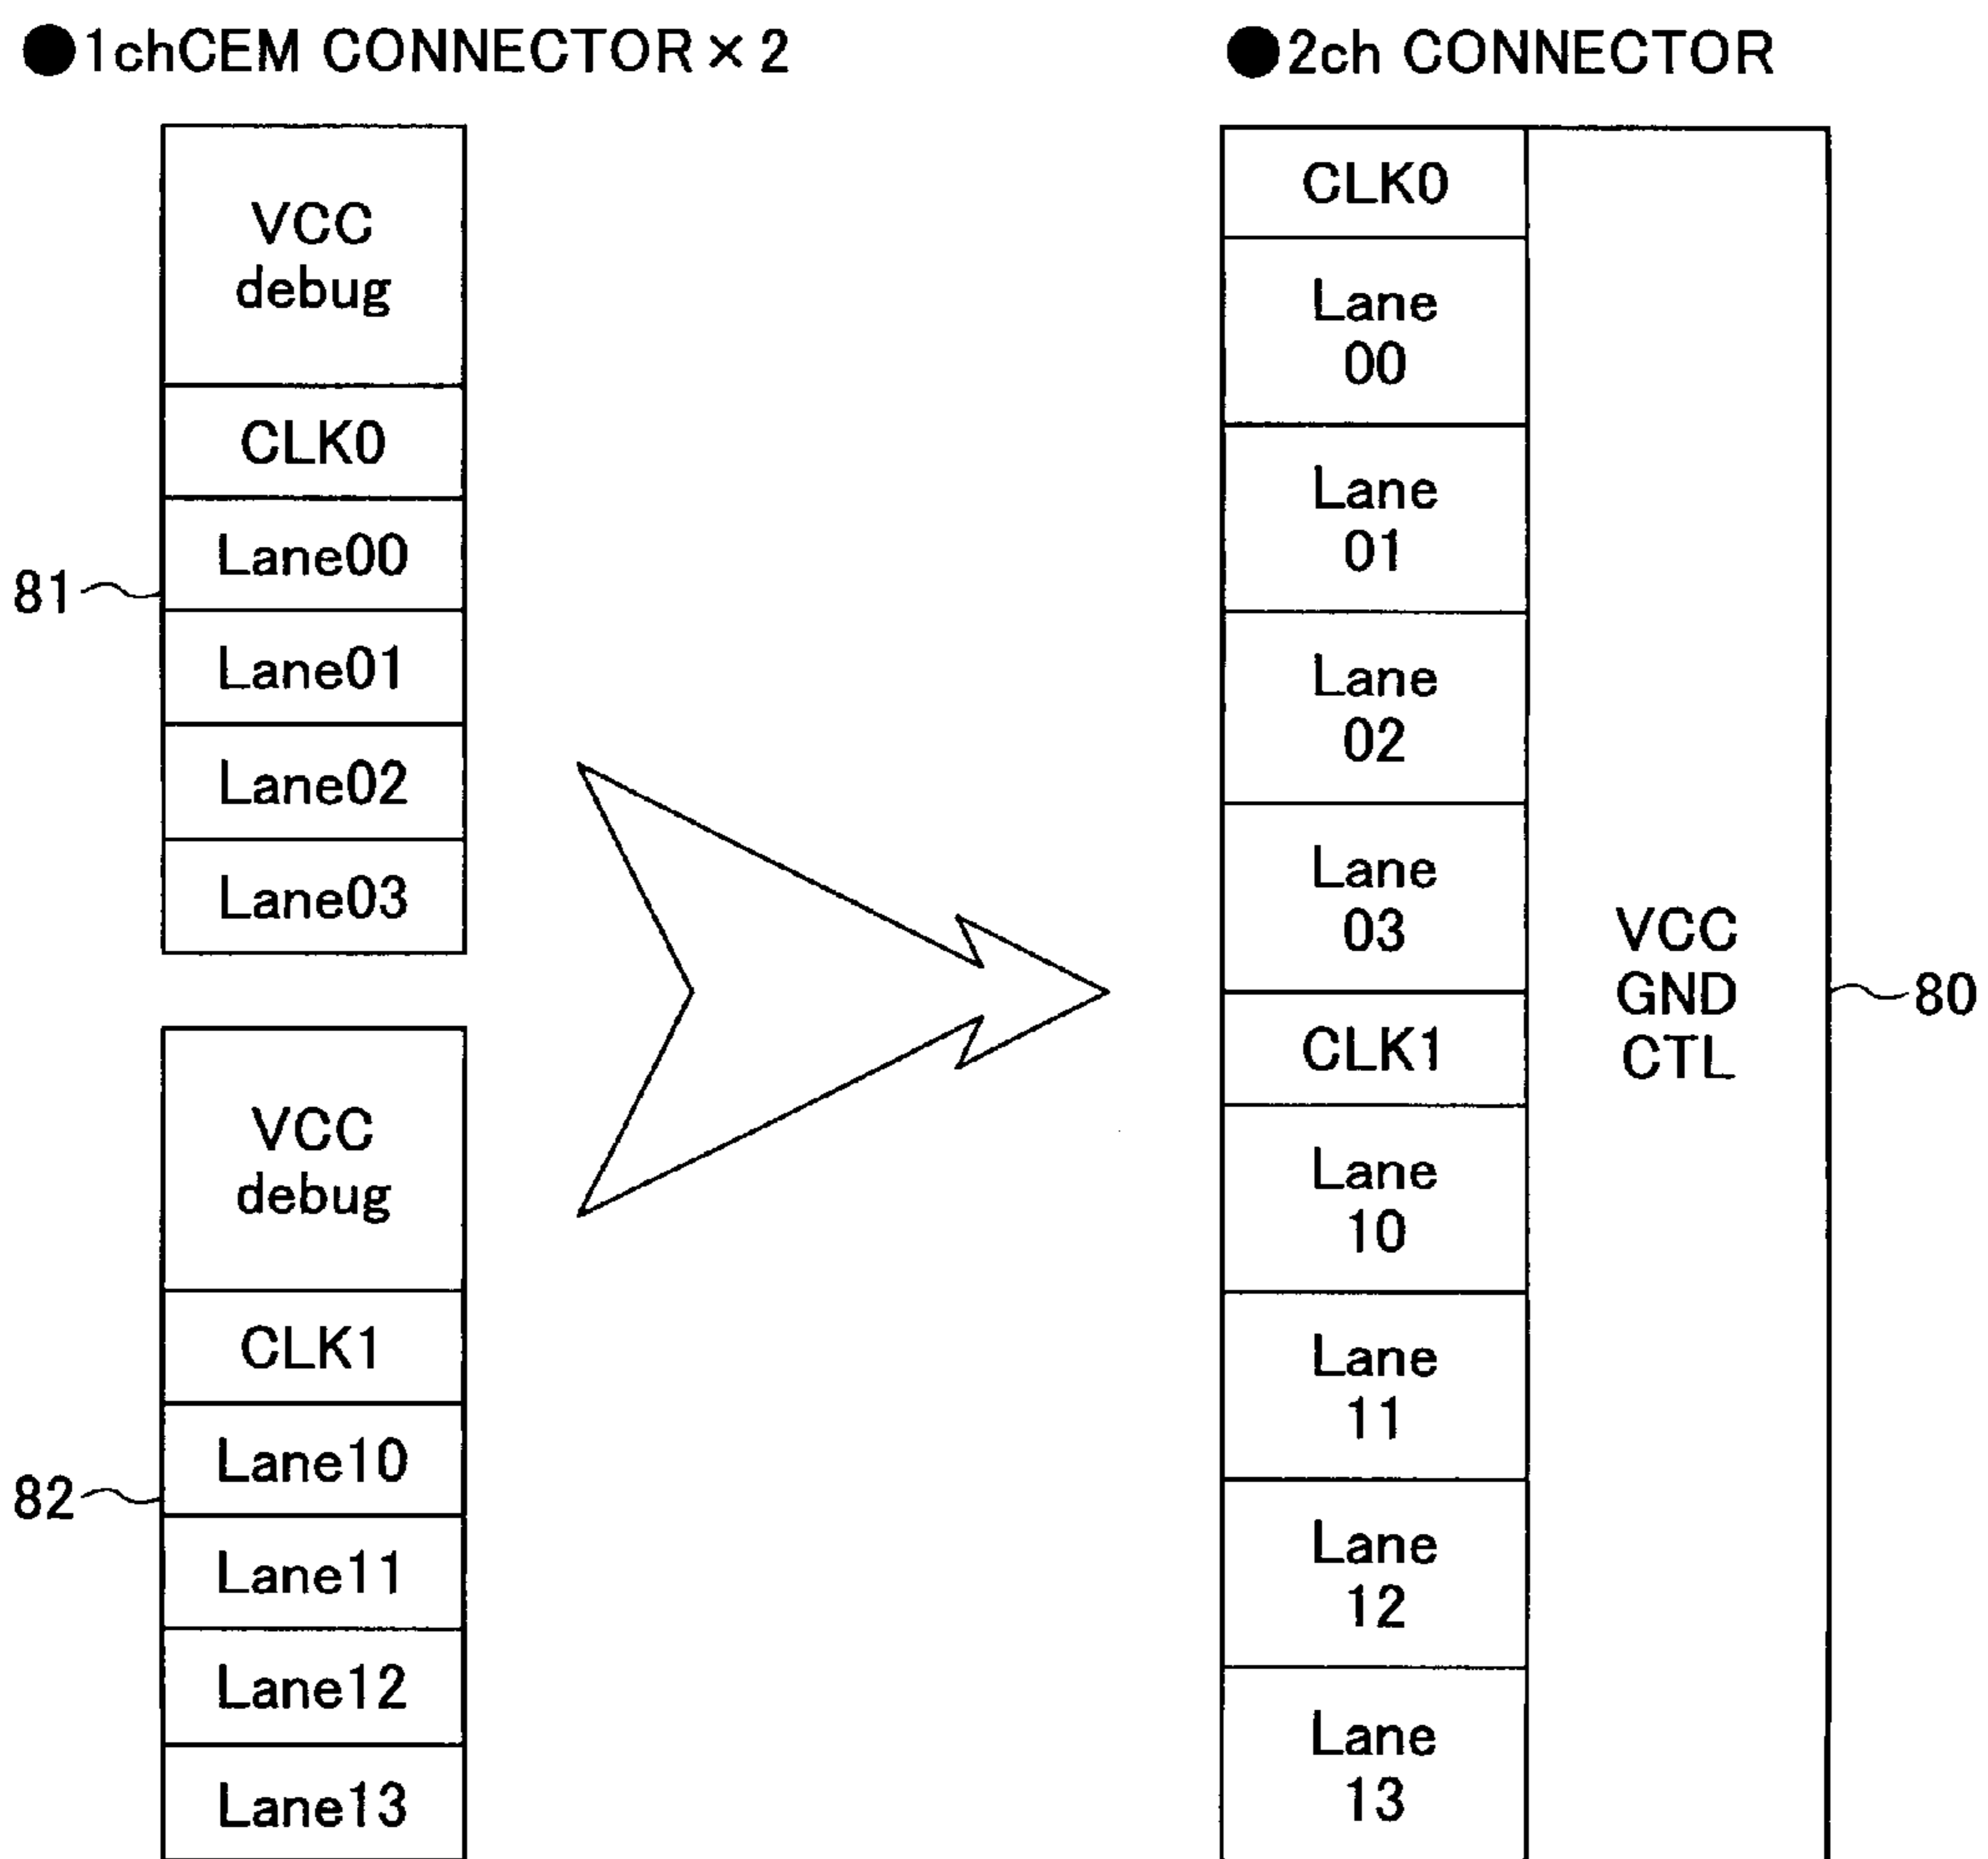 ●1chCEM CONNECTOR×2
VCC
debug
CLK0
Lane00
81
Lane01
Lane02
Lane03
VCC
debug
CLK1
Lane10
82
Lane11
Lane12
Lane13
●2ch CONNECTOR
CLK0
Lane
00
Lane
01
Lane
02
Lane
03
CLK1
Lane
10
Lane
11
Lane
12
Lane
13
VCC
GND
CTL
80